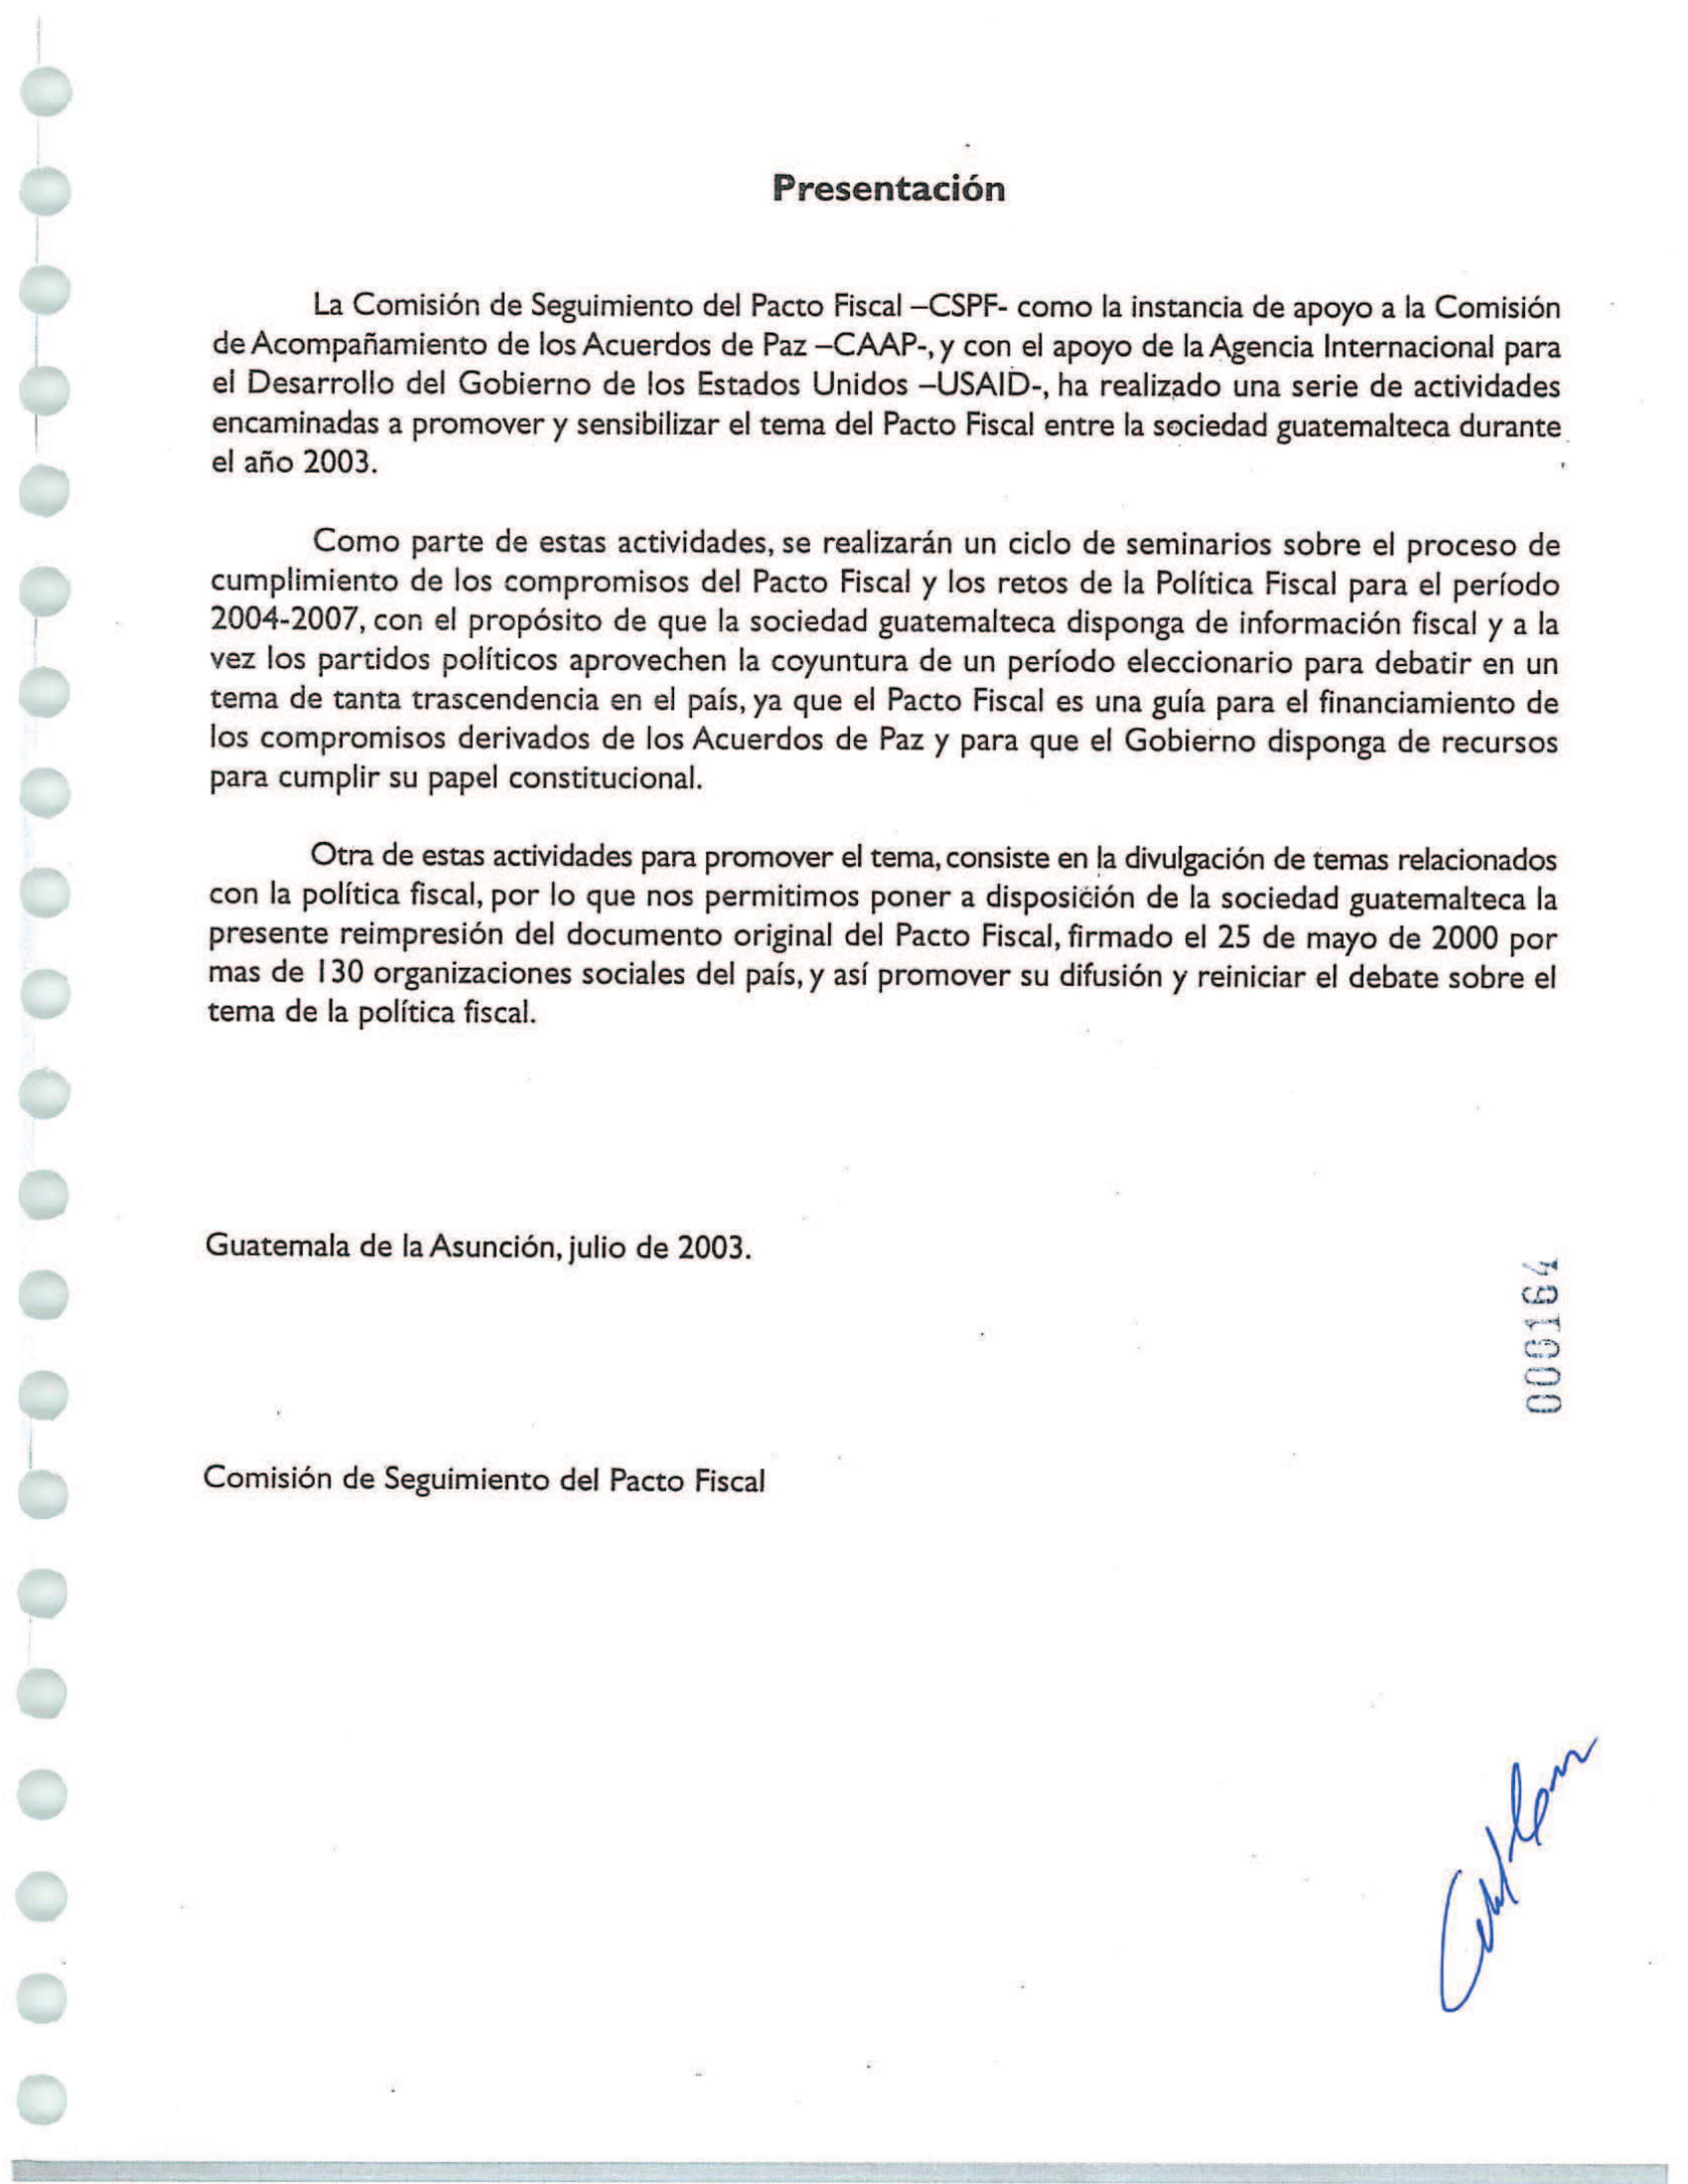 Presentación
La Comisión de Seguimiento del Pacto Fiscal –CSPF- como la instancia de apoyo a la Comisión
de Acompañamiento de los Acuerdos de Paz –CAAP-, y con el apoyo de la Agencia Internacional para
el Desarrollo del Gobierno de los Estados Unidos –USAID-, ha realizado una serie de actividades
encaminadas a promover y sensibilizar el tema del Pacto Fiscal entre la sociedad guatemalteca durante
el año 2003.
Como parte de estas actividades, se realizarán un ciclo de seminarios sobre el proceso de
cumplimiento de los compromisos del Pacto Fiscal y los retos de la Política Fiscal para el período
2004-2007, con el propósito de que la sociedad guatemalteca disponga de información fiscal y a la
vez los partidos políticos aprovechen la coyuntura de un período eleccionario para debatir en un
tema de tanta trascendencia en el país, ya que el Pacto Fiscal es una guía para el financiamiento de
los compromisos derivados de los Acuerdos de Paz y para que el Gobierno disponga de recursos
para cumplir su papel constitucional.
Otra de estas actividades para promover el tema, consiste en la divulgación de temas relacionados
con la política fiscal, por lo que nos permitimos poner a disposición de la sociedad guatemalteca la
presente reimpresión del documento original del Pacto Fiscal, firmado el 25 de mayo de 2000 por
mas de 130 organizaciones sociales del país, y así promover su difusión y reiniciar el debate sobre el
tema de la política fiscal.
Guatemala de la Asunción, julio de 2003.
000164
Comisión de Seguimiento del Pacto Fiscal